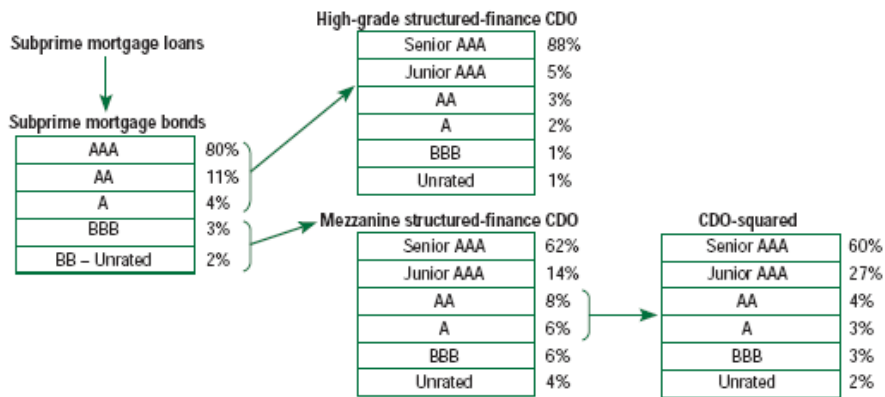 Subprime mortgage loans
Subprime mortgage bonds
AAA 80%
AA 11%
A 4%
BBB 3%
BB – Unrated 2%
High-grade structured-finance CDO
Senior AAA 88%
Junior AAA 5%
AA 3%
A 2%
BBB 1%
Unrated 1%
Mezzanine structured-finance CDO
Senior AAA 62%
Junior AAA 14%
AA 8%
A 6%
BBB 6%
Unrated 4%
CDO-squared
Senior AAA 60%
Junior AAA 27%
AA 4%
A 3%
BBB 3%
Unrated 2%